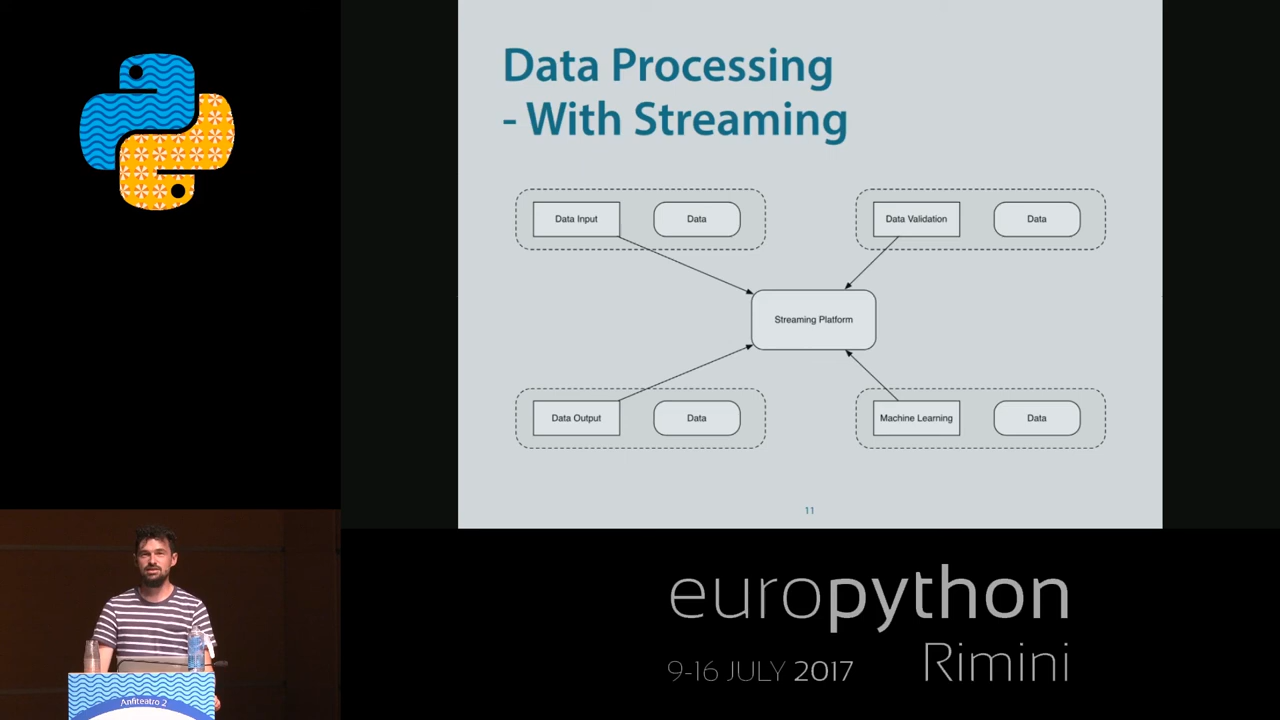 Data Processing
- With Streaming
Data Input
Data
Data Validation
Data
Streaming Platform
Data Output
Data
Machine Learning
Data
11
europython
Rimini
9-16 JULY 2017
Anfiteatro 2